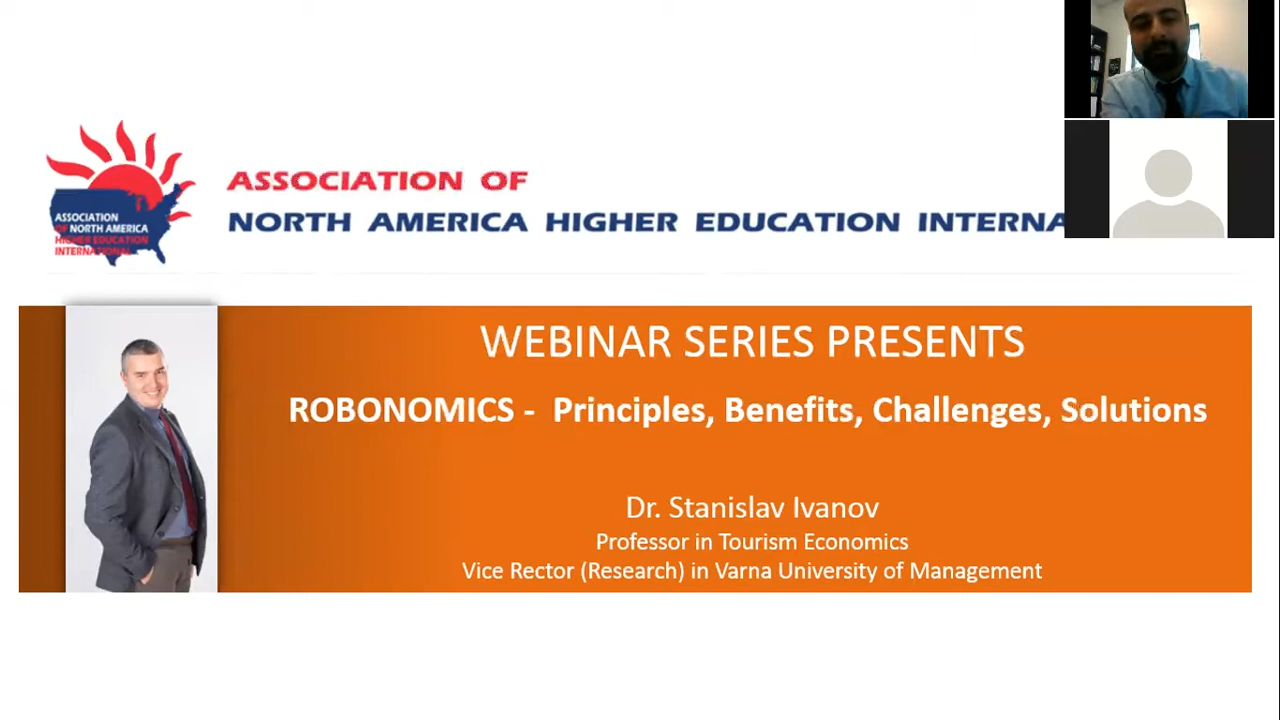 ASSOCIATION OF
NORTH AMERICA HIGHER EDUCATION INTERNA
ASSOCIATION
OF NORTH AMERICA
HIGHER EDUCATION
INTERNATIONAL
WEBINAR SERIES PRESENTS
ROBONOMICS - Principles, Benefits, Challenges, Solutions
Dr. Stanislav Ivanov
Professor in Tourism Economics
Vice Rector (Research) in Varna University of Management